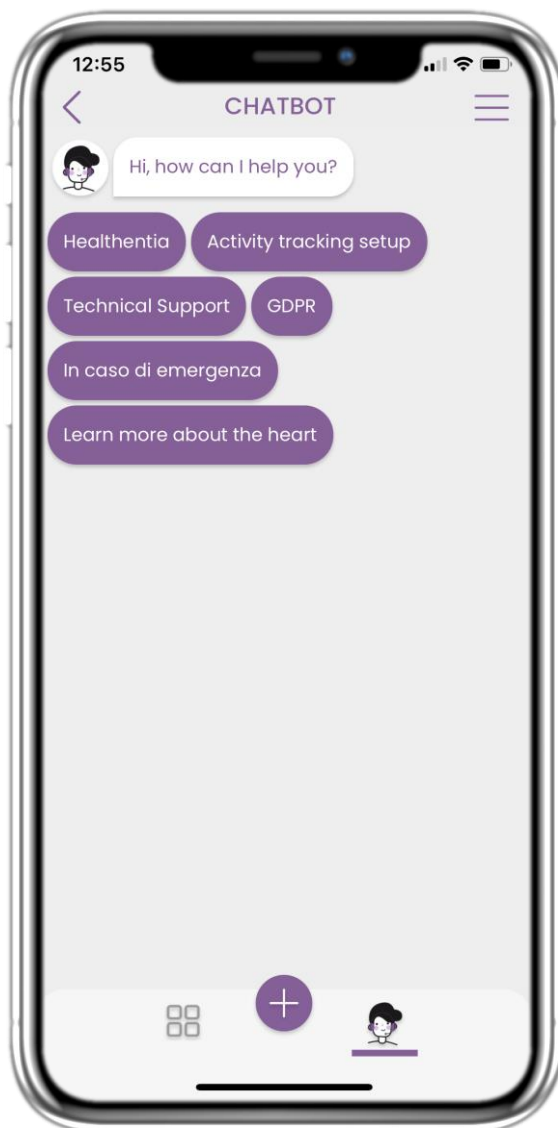 12:55
CHATBOT
Hi, how can I help you?
Healthentia
Activity tracking setup
Technical Support
GDPR
In caso di emergenza
Learn more about the heart